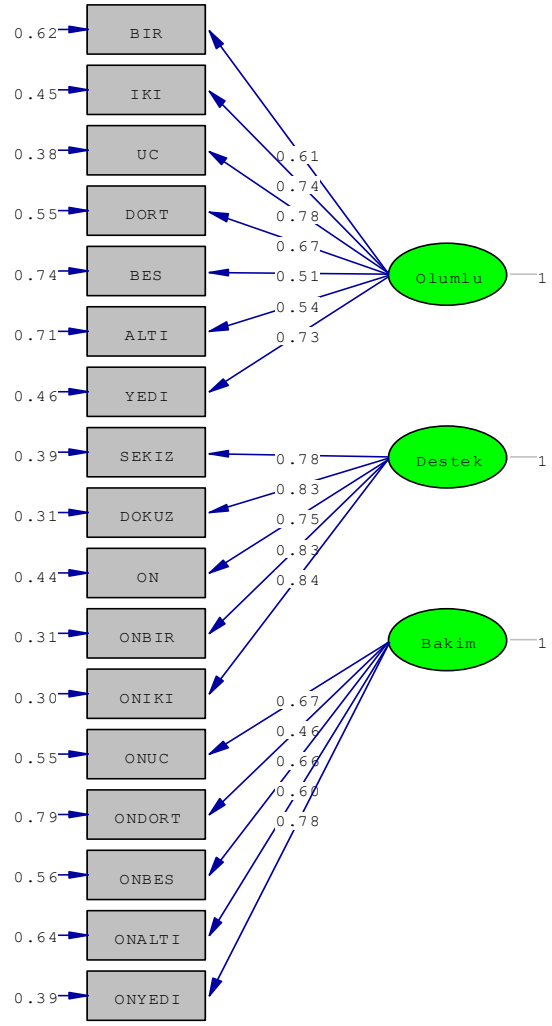 0.62 BIR
0.45 IKI
0.38 UC
0.61
0.74
0.55 DORT
0.78
0.67
0.74 BES
0.51
Olumlu 1
0.54
0.71 ALTI
0.73
0.46 YEDI
0.39 SEKIZ
0.78
Destek 1
0.83
0.31 DOKUZ
0.75
0.83
0.44 ON
0.84
0.31 ONBIR
Bakim 1
0.30 ONIKI
0.67
0.46
0.55 ONUC
0.66
0.60
0.79 ONDORT
0.78
0.56 ONBES
0.64 ONALTI
0.39 ONYEDI